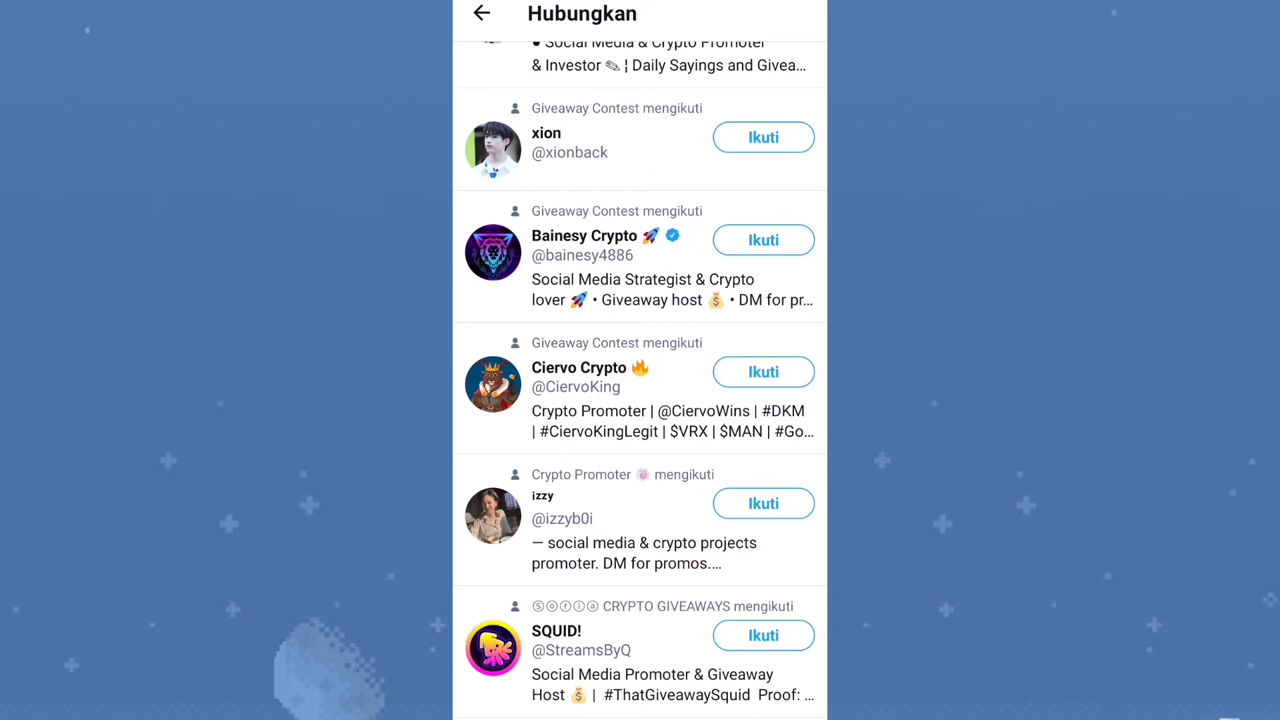 Hubungkan
• Social Media & Crypto Promoter
& Investor ✎ ¦ Daily Sayings and Givea…
Giveaway Contest mengikuti
xion
@xionback
Ikuti
Giveaway Contest mengikuti
Bainesy Crypto 🚀
@bainesy4886
Ikuti
Social Media Strategist & Crypto
lover 🚀 • Giveaway host 💰 • DM for pr…
Giveaway Contest mengikuti
Ciervo Crypto 🔥
@CiervoKing
Ikuti
Crypto Promoter | @CiervoWins | #DKM
| #CiervoKingLegit | $VRX | $MAN | #Go…
Crypto Promoter 🍥 mengikuti
ⁱᶻᶻʸ
@izzyb0i
Ikuti
— social media & crypto projects
promoter. DM for promos.…
Ⓢⓞⓕⓘⓐ CRYPTO GIVEAWAYS mengikuti
SQUID!
@StreamsByQ
Ikuti
Social Media Promoter & Giveaway
Host 💰 | #ThatGiveawaySquid Proof: …